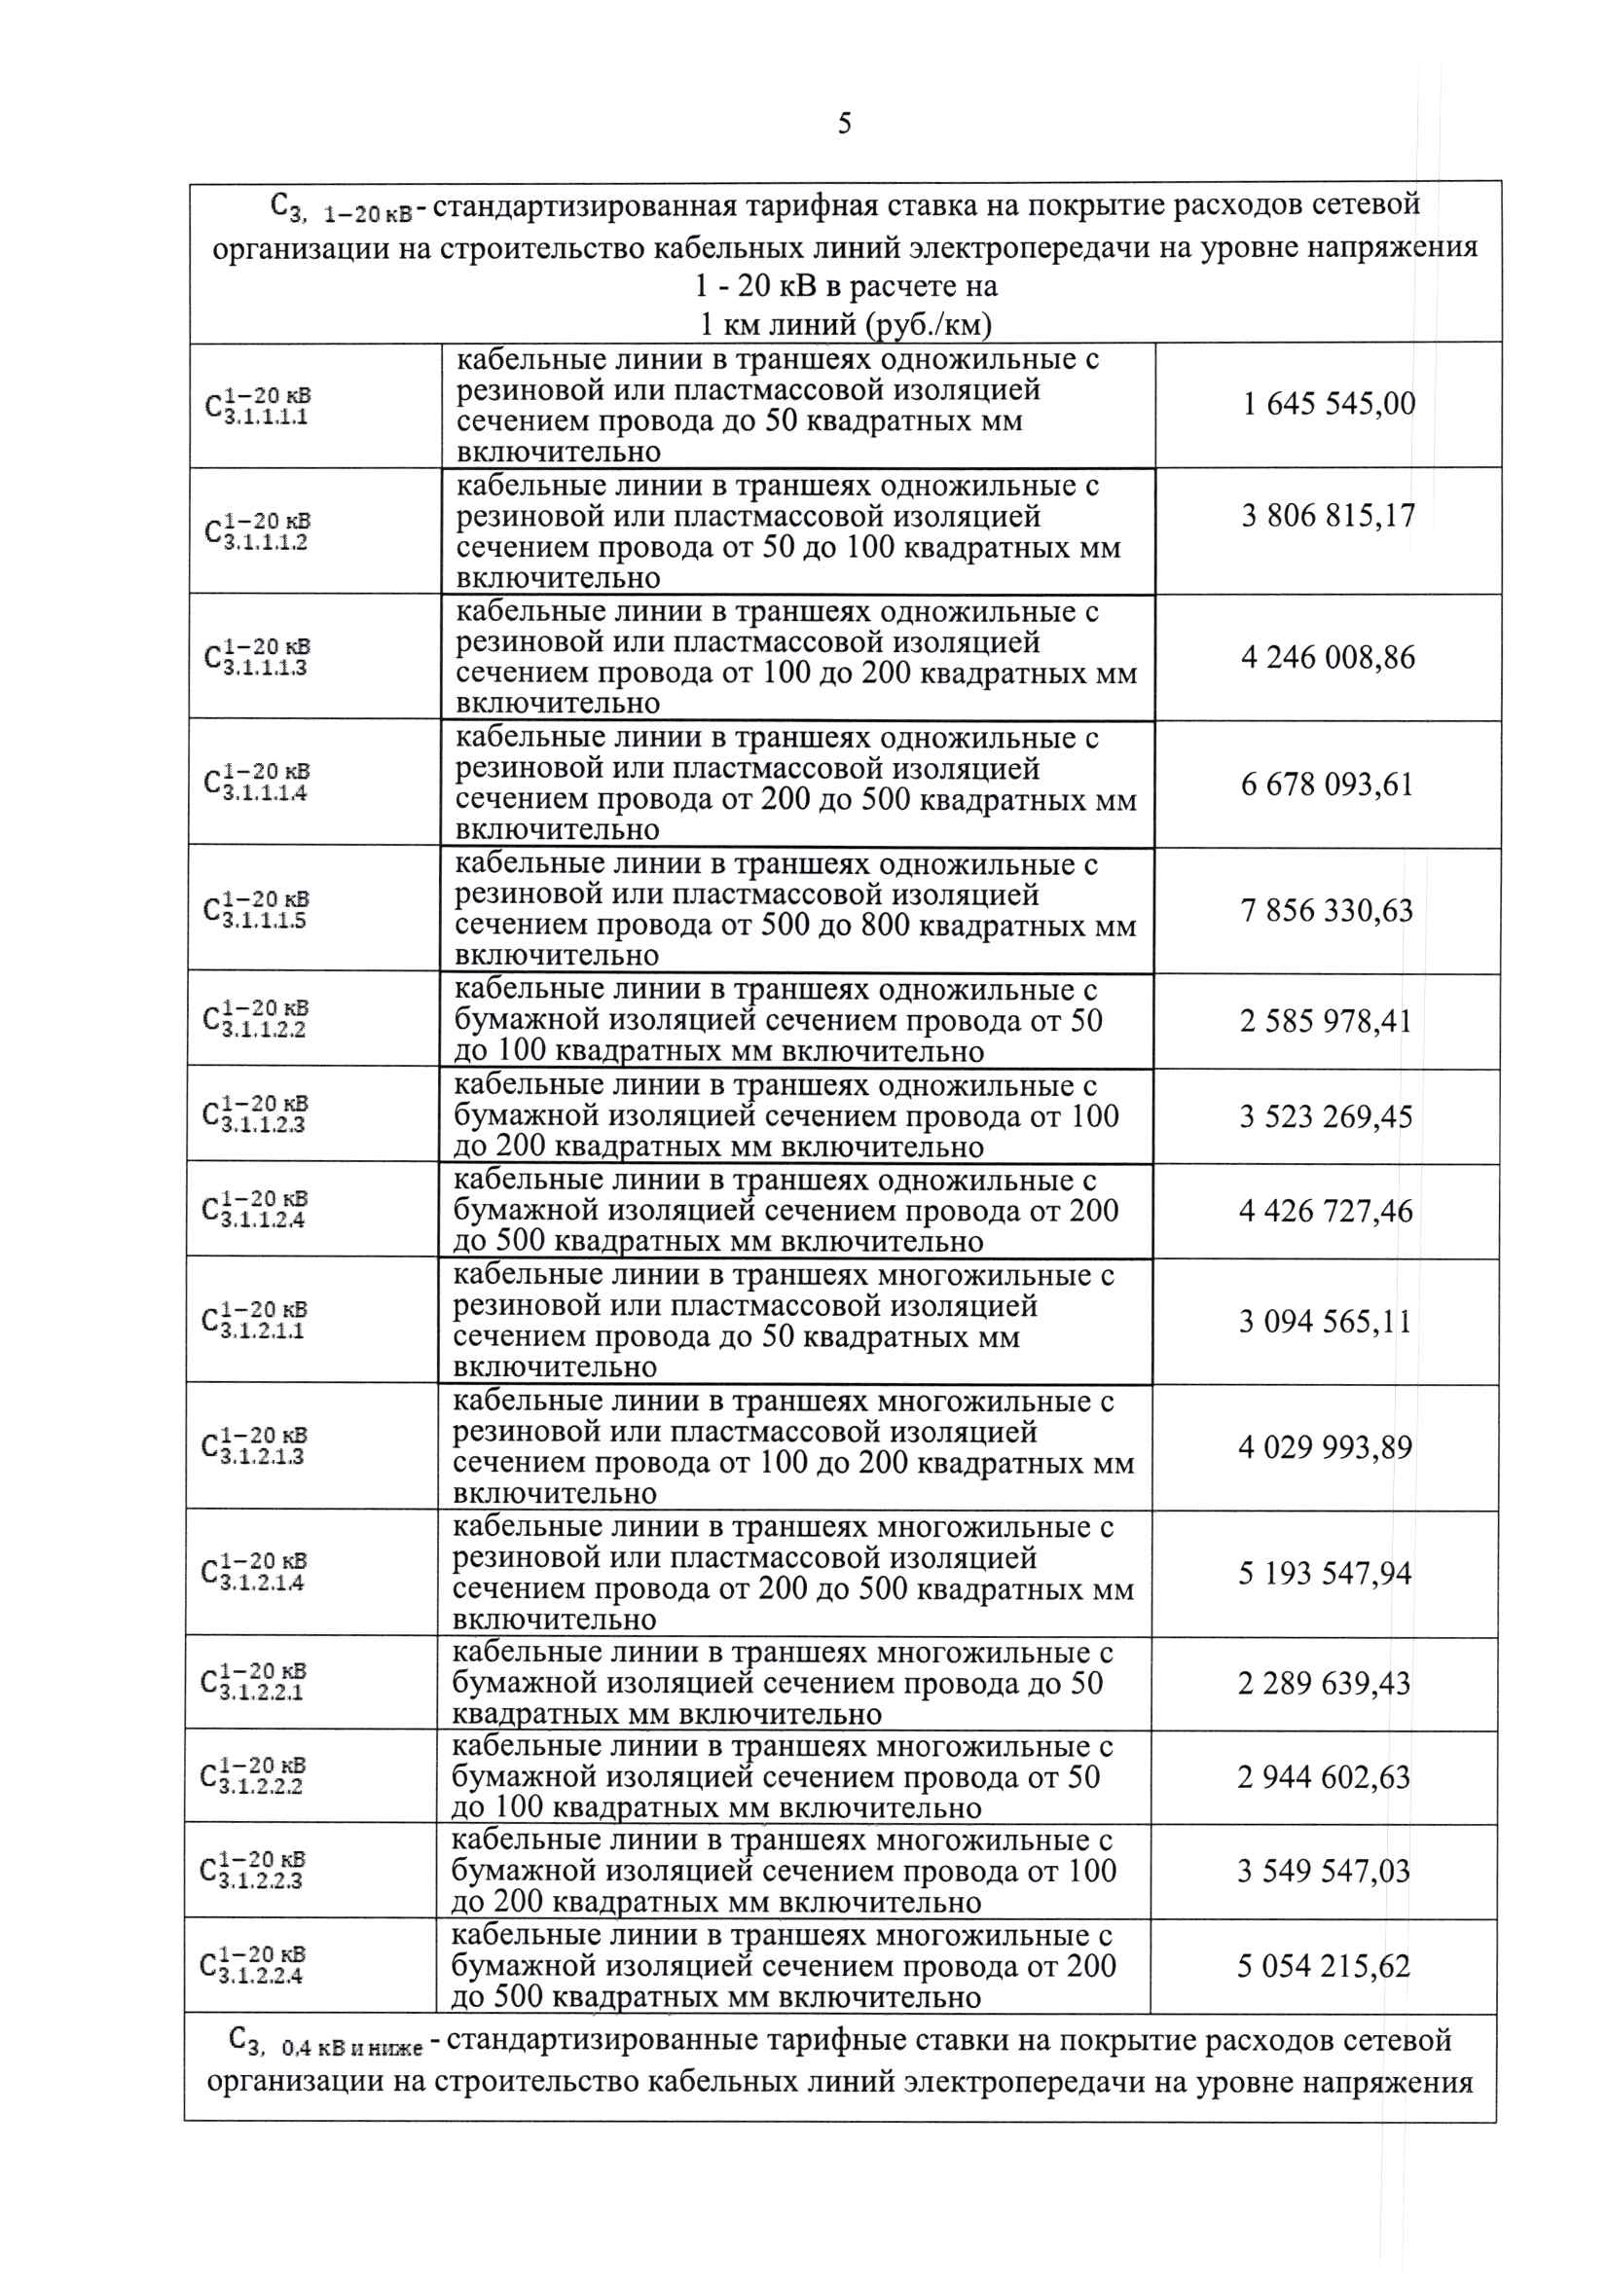 5
С3, 1–20 кВ - стандартизированная тарифная ставка на покрытие расходов сетевой
организации на строительство кабельных линий электропередачи на уровне напряжения
1 - 20 кВ в расчете на
1 км линий (руб./км)
С 1–20 кВ 3.1.1.1.1
кабельные линии в траншеях одножильные с
резиновой или пластмассовой изоляцией
сечением провода до 50 квадратных мм
включительно
1 645 545,00
С 1–20 кВ 3.1.1.1.2
кабельные линии в траншеях одножильные с
резиновой или пластмассовой изоляцией
сечением провода от 50 до 100 квадратных мм
включительно
3 806 815,17
С 1–20 кВ 3.1.1.1.3
кабельные линии в траншеях одножильные с
резиновой или пластмассовой изоляцией
сечением провода от 100 до 200 квадратных мм
включительно
4 246 008,86
С 1–20 кВ 3.1.1.1.4
кабельные линии в траншеях одножильные с
резиновой или пластмассовой изоляцией
сечением провода от 200 до 500 квадратных мм
включительно
6 678 093,61
С 1–20 кВ 3.1.1.1.5
кабельные линии в траншеях одножильные с
резиновой или пластмассовой изоляцией
сечением провода от 500 до 800 квадратных мм
включительно
7 856 330,63
С 1–20 кВ 3.1.1.2.2
кабельные линии в траншеях одножильные с
бумажной изоляцией сечением провода от 50
до 100 квадратных мм включительно
2 585 978,41
С 1–20 кВ 3.1.1.2.3
кабельные линии в траншеях одножильные с
бумажной изоляцией сечением провода от 100
до 200 квадратных мм включительно
3 523 269,45
С 1–20 кВ 3.1.1.2.4
кабельные линии в траншеях одножильные с
бумажной изоляцией сечением провода от 200
до 500 квадратных мм включительно
4 426 727,46
С 1–20 кВ 3.1.2.1.1
кабельные линии в траншеях многожильные с
резиновой или пластмассовой изоляцией
сечением провода до 50 квадратных мм
включительно
3 094 565,11
С 1–20 кВ 3.1.2.1.3
кабельные линии в траншеях многожильные с
резиновой или пластмассовой изоляцией
сечением провода от 100 до 200 квадратных мм
включительно
4 029 993,89
С 1–20 кВ 3.1.2.1.4
кабельные линии в траншеях многожильные с
резиновой или пластмассовой изоляцией
сечением провода от 200 до 500 квадратных мм
включительно
5 193 547,94
С 1–20 кВ 3.1.2.2.1
кабельные линии в траншеях многожильные с
бумажной изоляцией сечением провода до 50
квадратных мм включительно
2 289 639,43
С 1–20 кВ 3.1.2.2.2
кабельные линии в траншеях многожильные с
бумажной изоляцией сечением провода от 50
до 100 квадратных мм включительно
2 944 602,63
С 1–20 кВ 3.1.2.2.3
кабельные линии в траншеях многожильные с
бумажной изоляцией сечением провода от 100
до 200 квадратных мм включительно
3 549 547,03
С 1–20 кВ 3.1.2.2.4
кабельные линии в траншеях многожильные с
бумажной изоляцией сечением провода от 200
до 500 квадратных мм включительно
5 054 215,62
С3, 0,4 кВ и ниже - стандартизированные тарифные ставки на покрытие расходов сетевой
организации на строительство кабельных линий электропередачи на уровне напряжения